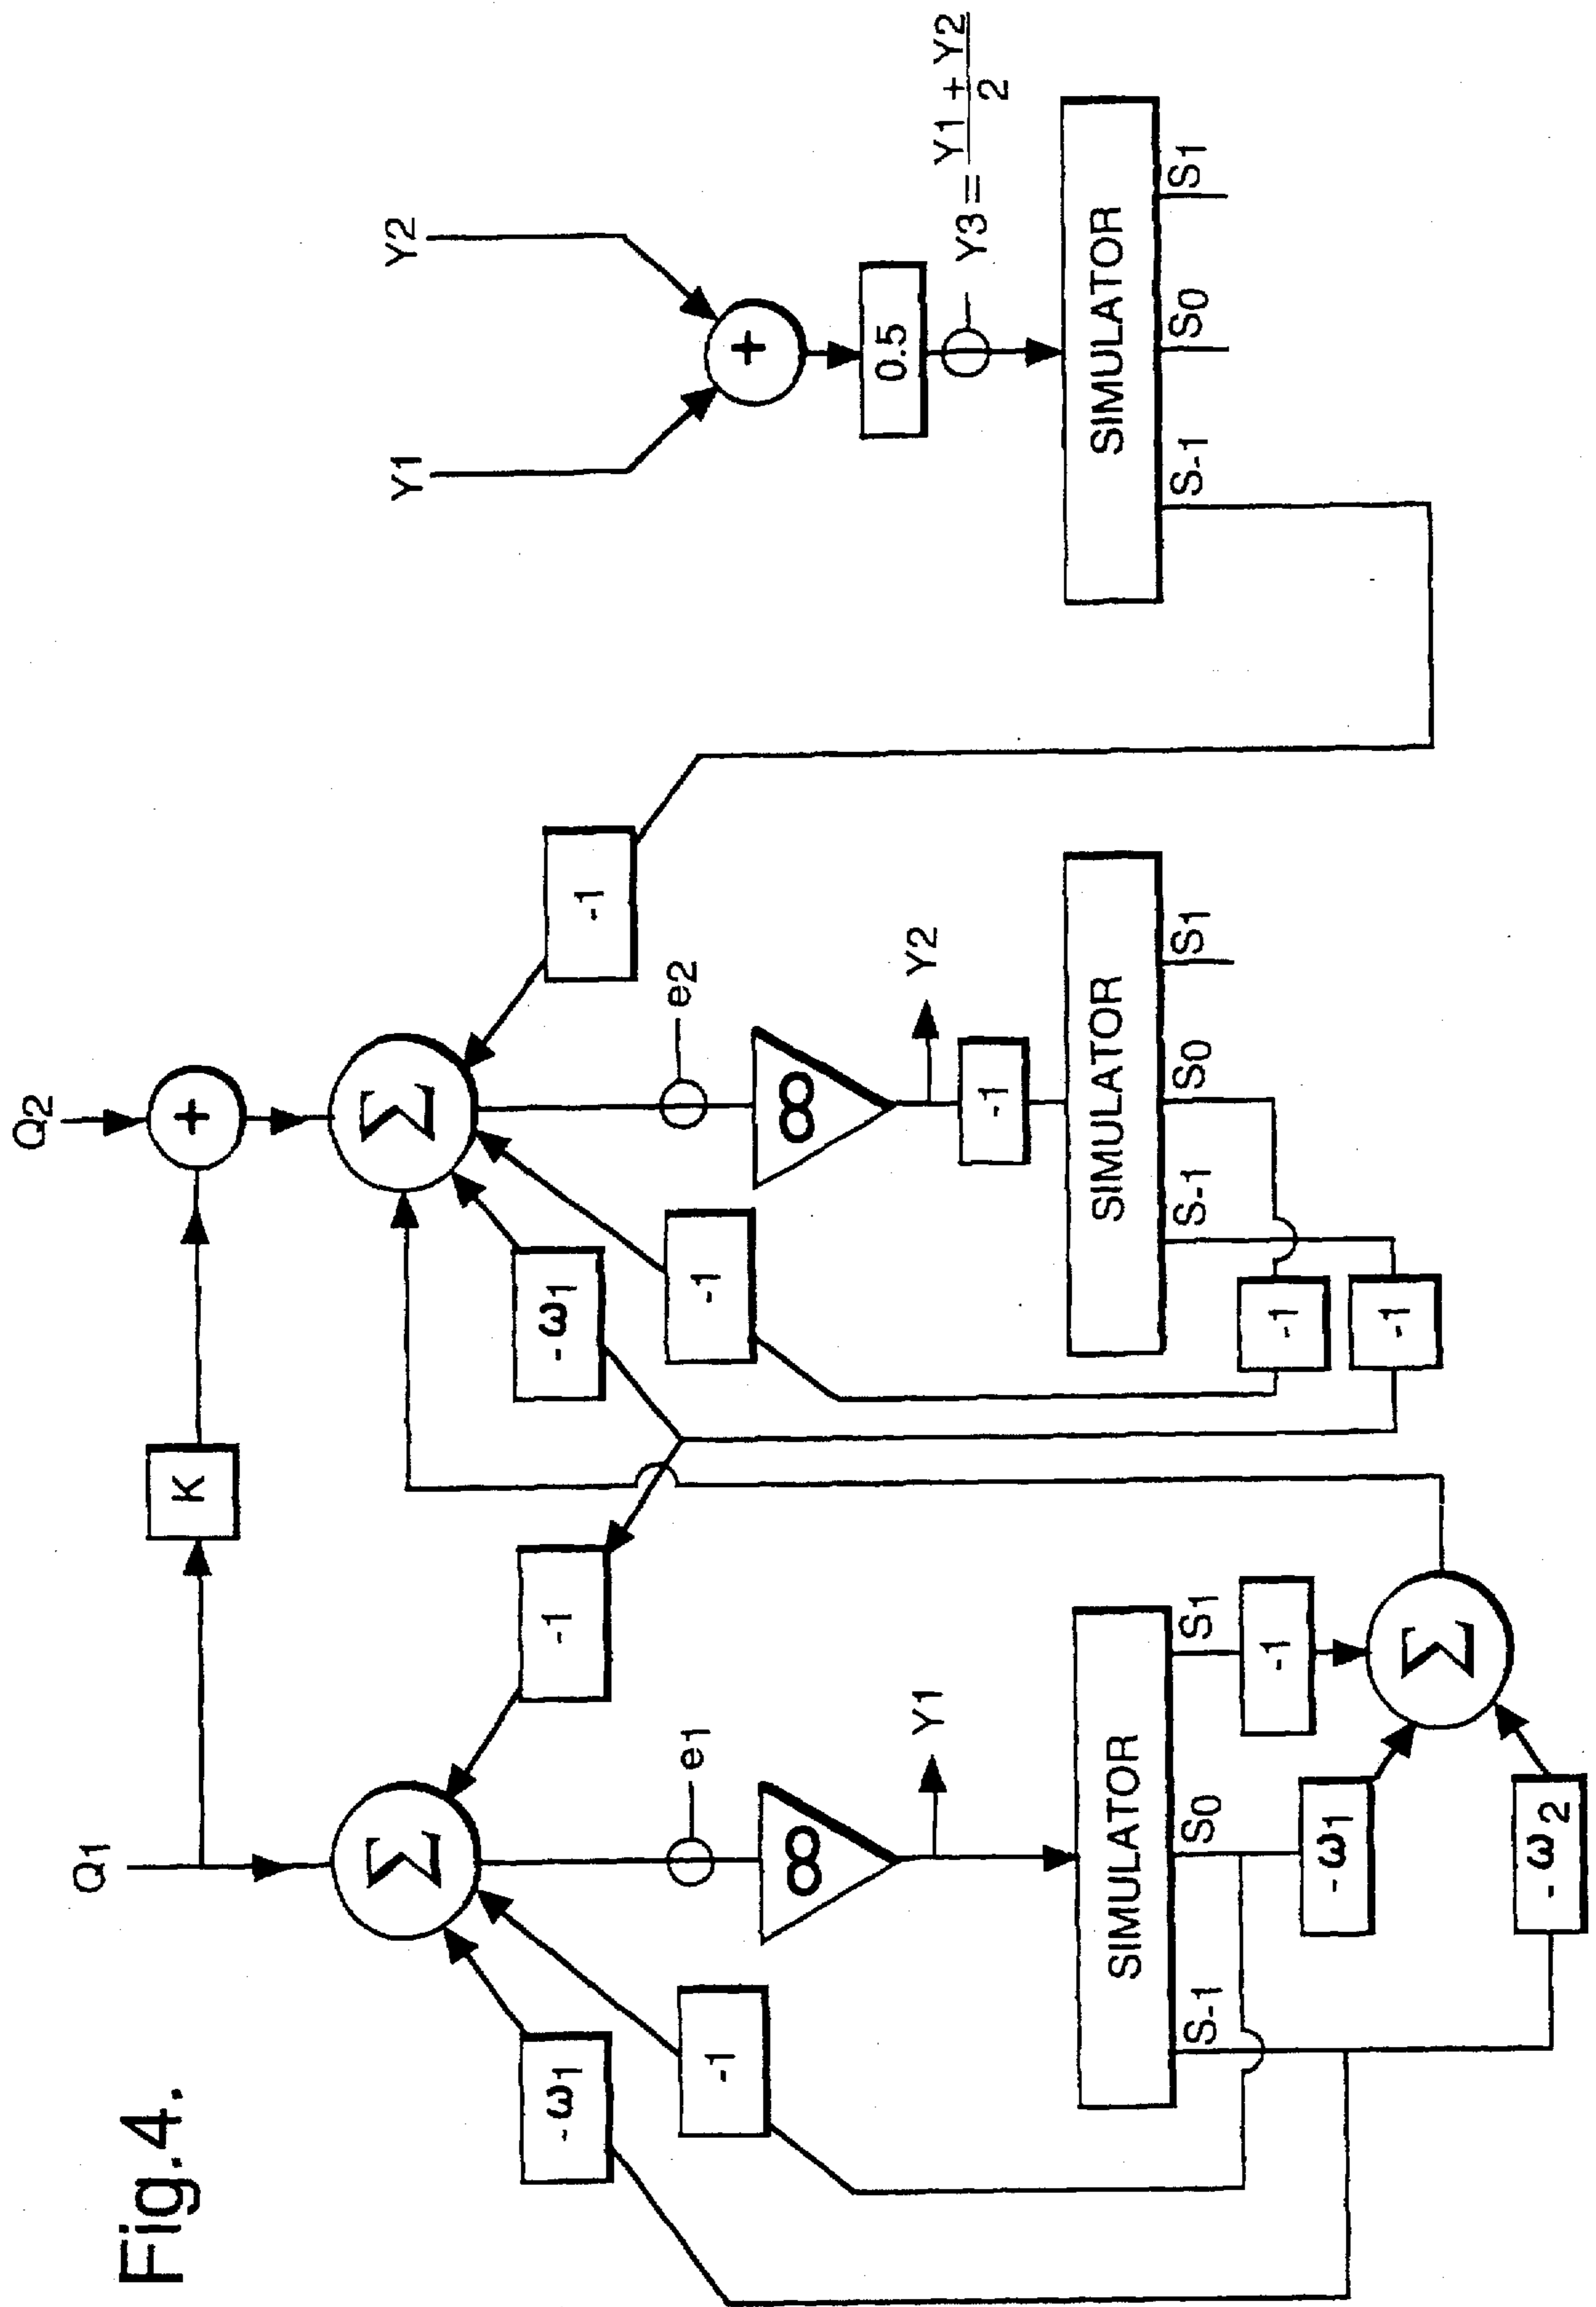 Fig.4.
Q1
K
Q2
+
Σ
Σ
-ω1
-1
-1
-ω1
-1
-1
e1
e2
∞
∞
Y1
Y2
-1
SIMULATOR
SIMULATOR
S-1
S0
S1
S-1
S0
S1
-1
-1
-1
-ω1
-ω2
Σ
Y1
Y2
+
0.5
Y3 = Y1 + Y2
2
SIMULATOR
S-1
S0
S1